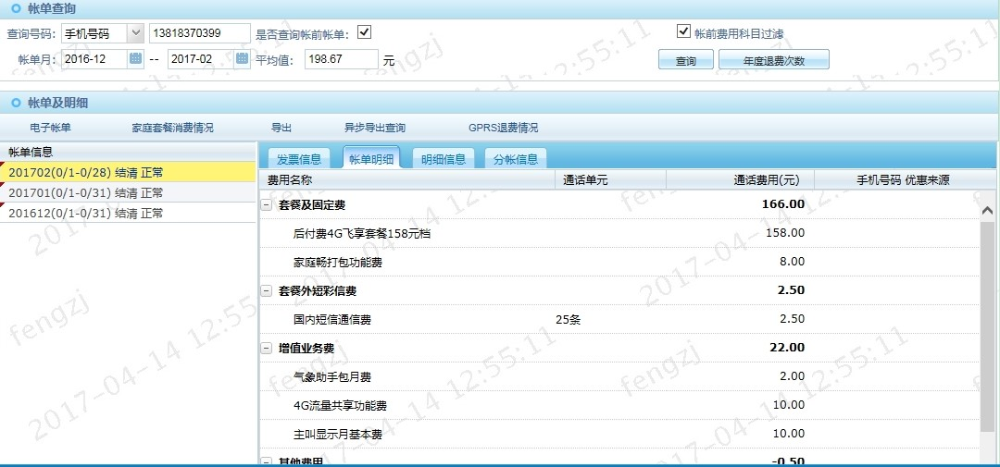 帐单查询
查询号码: 手机号码 13818370399 是否查询帐前帐单: 帐前费用科目过滤
帐单月: 2016-12 -- 2017-02 平均值: 198.67 元 查询 年度退费次数
帐单及明细
电子帐单 家庭套餐消费情况 导出 异步导出查询 GPRS退费情况
帐单信息
201702(0/1-0/28) 结清 正常
201701(0/1-0/31) 结清 正常
201612(0/1-0/31) 结清 正常
发票信息 帐单明细 明细信息 分帐信息
费用名称 通话单元 通话费用(元) 手机号码 优惠来源
套餐及固定费 166.00
后付费4G飞享套餐158元档 158.00
家庭畅打包功能费 8.00
套餐外短彩信费 2.50
国内短信通信费 25条 2.50
增值业务费 22.00
气象助手包月费 2.00
4G流量共享功能费 10.00
主叫显示月基本费 10.00
其他费用 -0.50
fengzj
2017-04-14 12:55:11